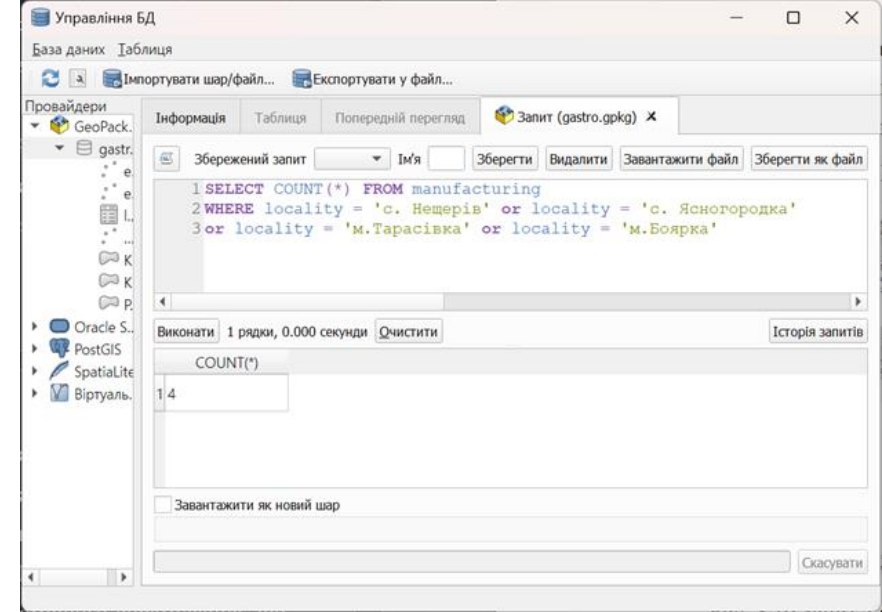 Управління БД
База даних Таблиця
Імпортувати шар/файл... Експортувати у файл...
Провайдери
GeoPack.
gastr.
e
e
...
K
K
P.
Oracle S..
PostGIS
SpatiaLite
Віртуаль.
Інформація Таблиця Попередній перегляд Запит (gastro.gpkg) X
Збережений запит Ім'я Зберегти Видалити Завантажити файл Зберегти як файл
1 SELECT COUNT(*) FROM manufacturing
2 WHERE locality = 'с. Нещерів' or locality = 'с. Ясногородка'
3 or locality = 'м.Тарасівка' or locality = 'м.Боярка'
Виконати 1 рядки, 0.000 секунди Очистити Історія запитів
COUNT(*)
1 4
Завантажити як новий шар
Скасувати